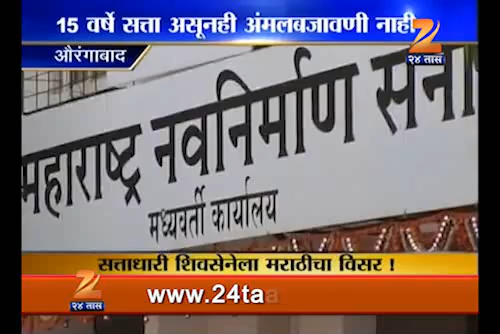 15 वर्षे सत्ता असूनही अंमलबजावणी नाही
२४ तास
औरंगाबाद
महाराष्ट्र नवनिर्माण सेना
मध्यवर्ती कार्यालय
सत्ताधारी शिवसेनेला मराठीचा विसर !
२४ तास
www.24ta